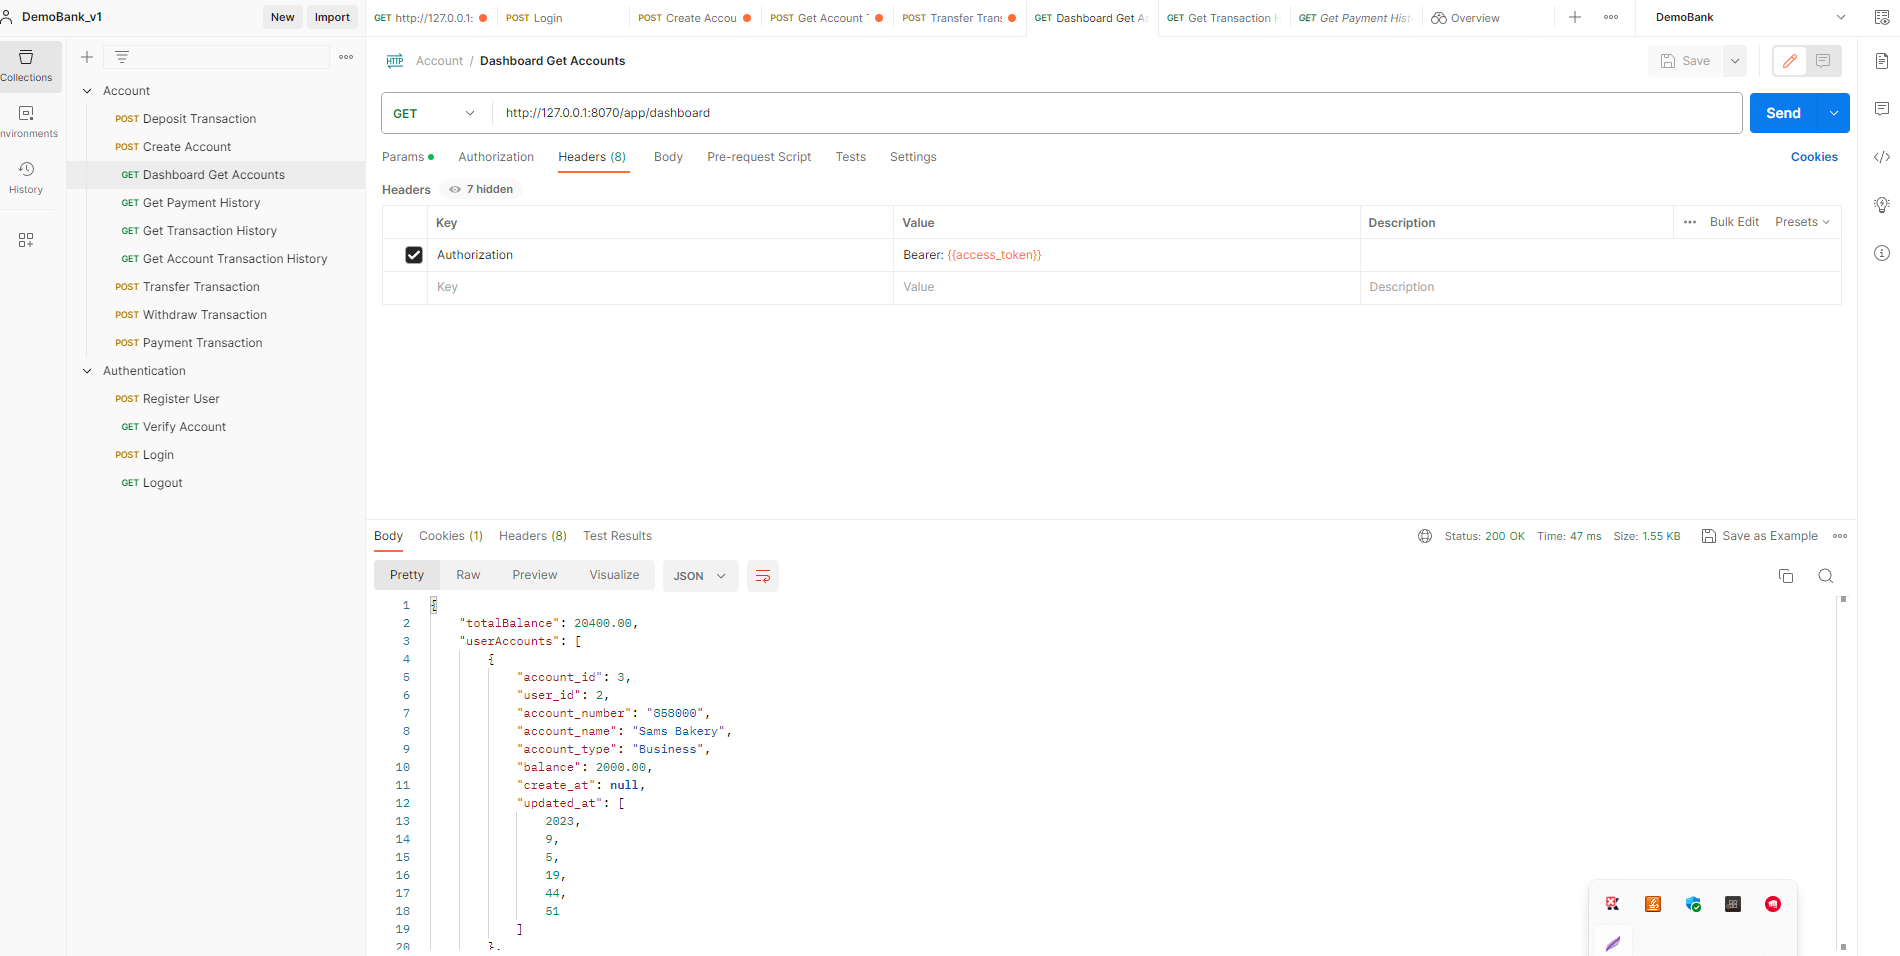 DemoBank_v1
New
Import
GET http://127.0.0.1:
POST Login
POST Create Accou
POST Get Account
POST Transfer Tran
GET Dashboard Get Ac
GET Get Transaction H
GET Get Payment Hist
Overview
DemoBank
Collections
nvironments
History
Account
POST Deposit Transaction
POST Create Account
GET Dashboard Get Accounts
GET Get Payment History
GET Get Transaction History
GET Get Account Transaction History
POST Transfer Transaction
POST Withdraw Transaction
POST Payment Transaction
Authentication
POST Register User
GET Verify Account
POST Login
GET Logout
HTTP Account / Dashboard Get Accounts
Save
GET http://127.0.0.1:8070/app/dashboard
Send
Params Authorization Headers (8) Body Pre-request Script Tests Settings
Cookies
Headers 7 hidden
Key Value Description ••• Bulk Edit Presets
Authorization Bearer: {{access_token}}
Key Value Description
Body Cookies (1) Headers (8) Test Results
Status: 200 OK Time: 47 ms Size: 1.55 KB Save as Example
Pretty Raw Preview Visualize JSON
1 {
2 "totalBalance": 20400.00,
3 "userAccounts": [
4 {
5 "account_id": 3,
6 "user_id": 2,
7 "account_number": "858000",
8 "account_name": "Sams Bakery",
9 "account_type": "Business",
10 "balance": 2000.00,
11 "create_at": null,
12 "updated_at": [
13 2023,
14 9,
15 5,
16 19,
17 44,
18 51
19 ]
20 },